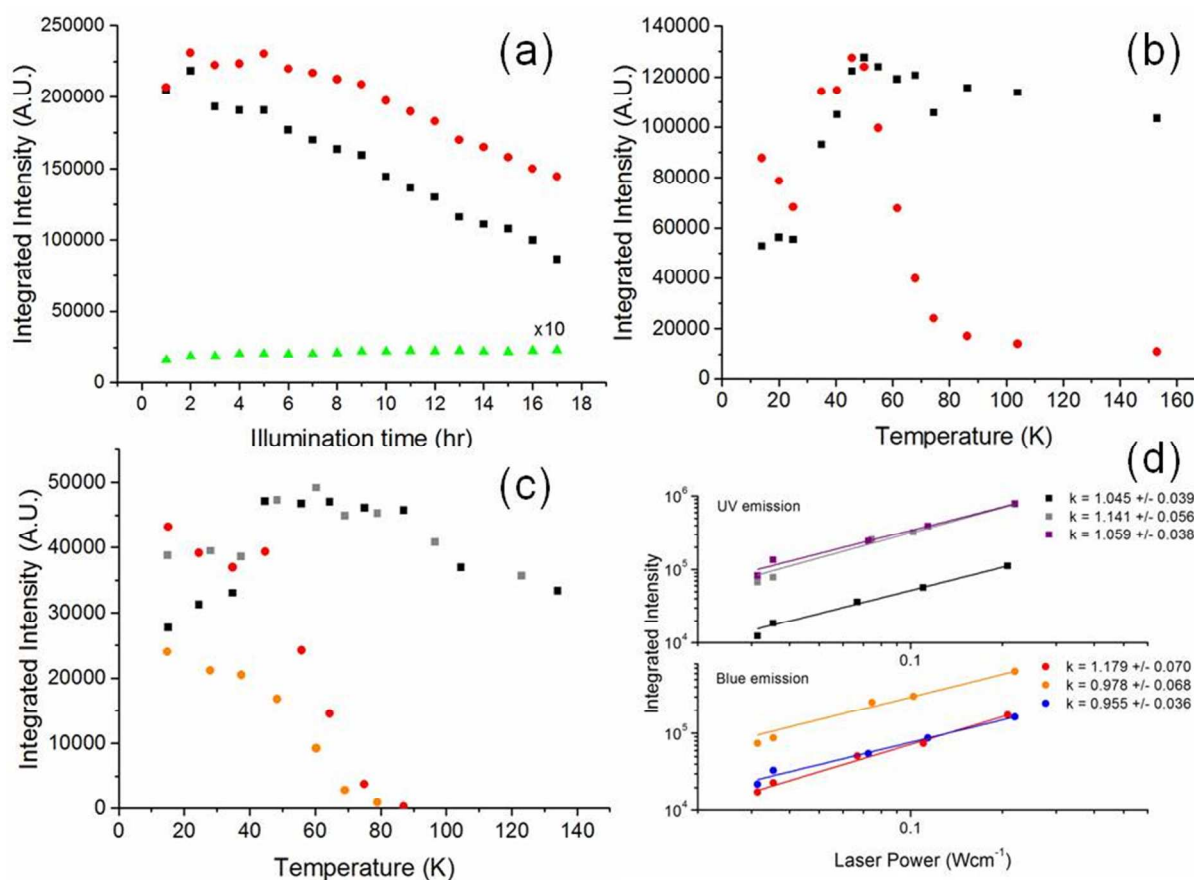 (a)
Integrated Intensity (A.U.)
250000
200000
150000
100000
50000
0
x10
0 2 4 6 8 10 12 14 16 18
Illumination time (hr)
(b)
Integrated Intensity (A.U.)
140000
120000
100000
80000
60000
40000
20000
0
0 20 40 60 80 100 120 140 160
Temperature (K)
(c)
Integrated Intensity (A.U.)
50000
40000
30000
20000
10000
0
0 20 40 60 80 100 120 140
Temperature (K)
(d)
Integrated Intensity
10⁶
UV emission
k = 1.045 +/- 0.039
k = 1.141 +/- 0.056
k = 1.059 +/- 0.038
10⁵
10⁴
0.1
Blue emission
k = 1.179 +/- 0.070
k = 0.978 +/- 0.068
k = 0.955 +/- 0.036
10⁵
10⁴
0.1
Laser Power (Wcm⁻¹)